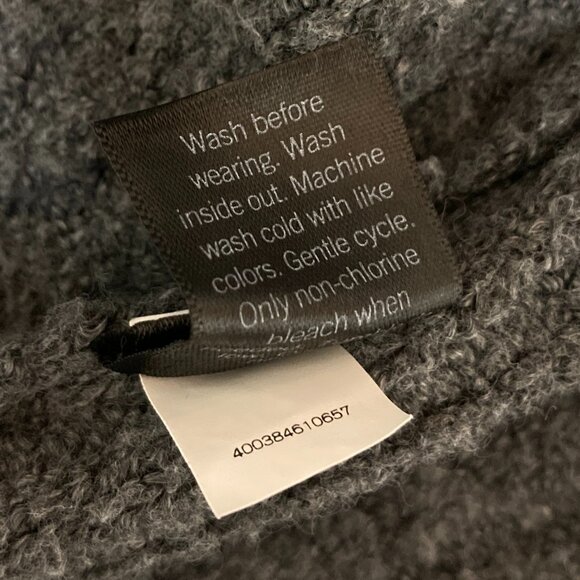 Wash before
wearing. Wash
inside out. Machine
wash cold with like
colors. Gentle cycle.
Only non-chlorine
bleach when
400384610657